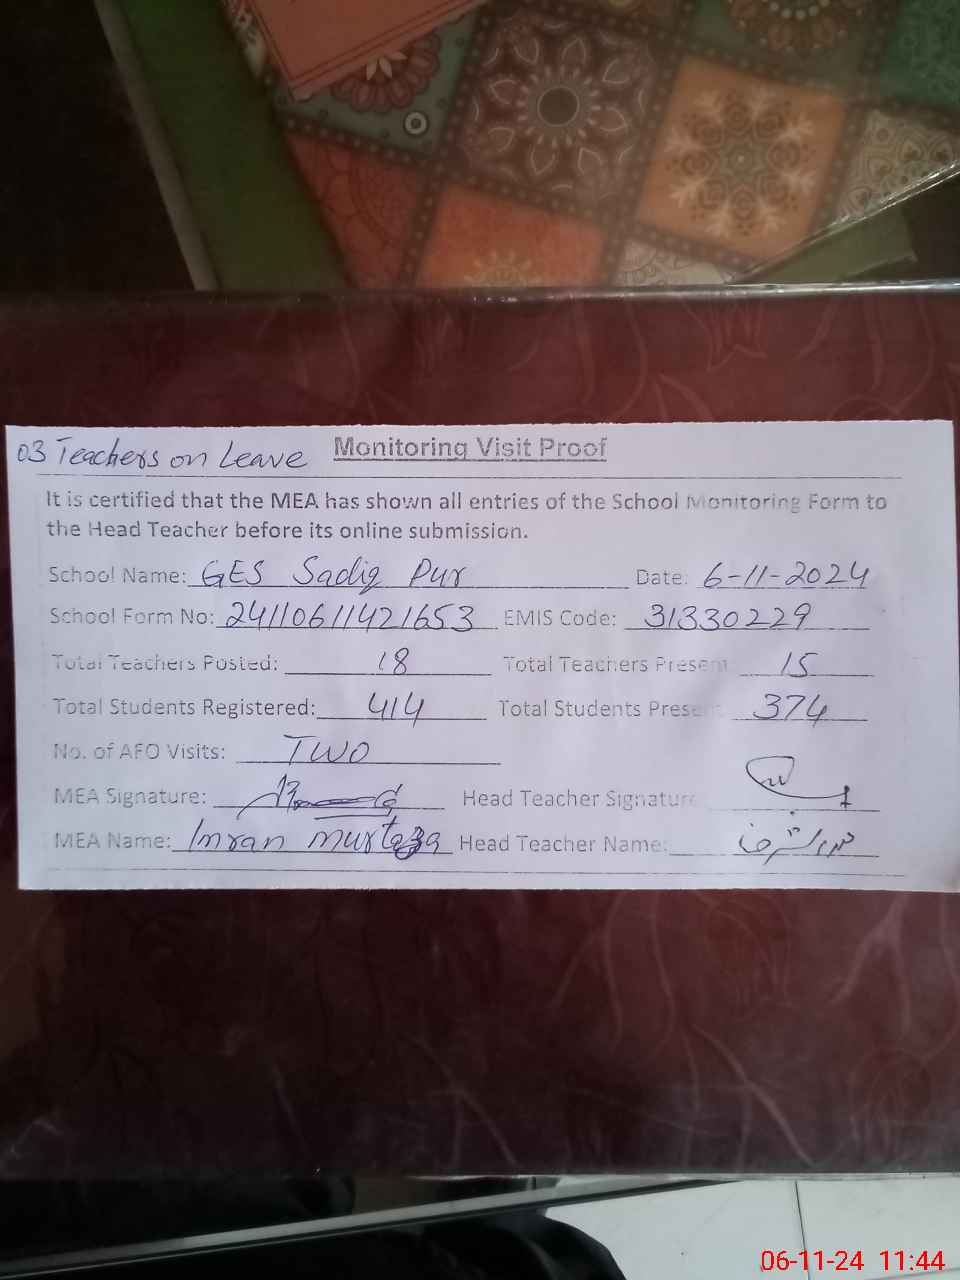 03 Teachers on Leave Monitoring Visit Proof
It is certified that the MEA has shown all entries of the School Monitoring Form to
the Head Teacher before its online submission.
School Name: GES Sadiq Pur Date: 6-11-2024
School Form No: 24110611421653 EMIS Code: 31330229
Total Teachers Posted: 18 Total Teachers Present 15
Total Students Registered: 414 Total Students Present 374
No. of AEO Visits: TWO
MEA Signature: Head Teacher Signature
MEA Name: Imran murtaza Head Teacher Name:
06-11-24 11:44